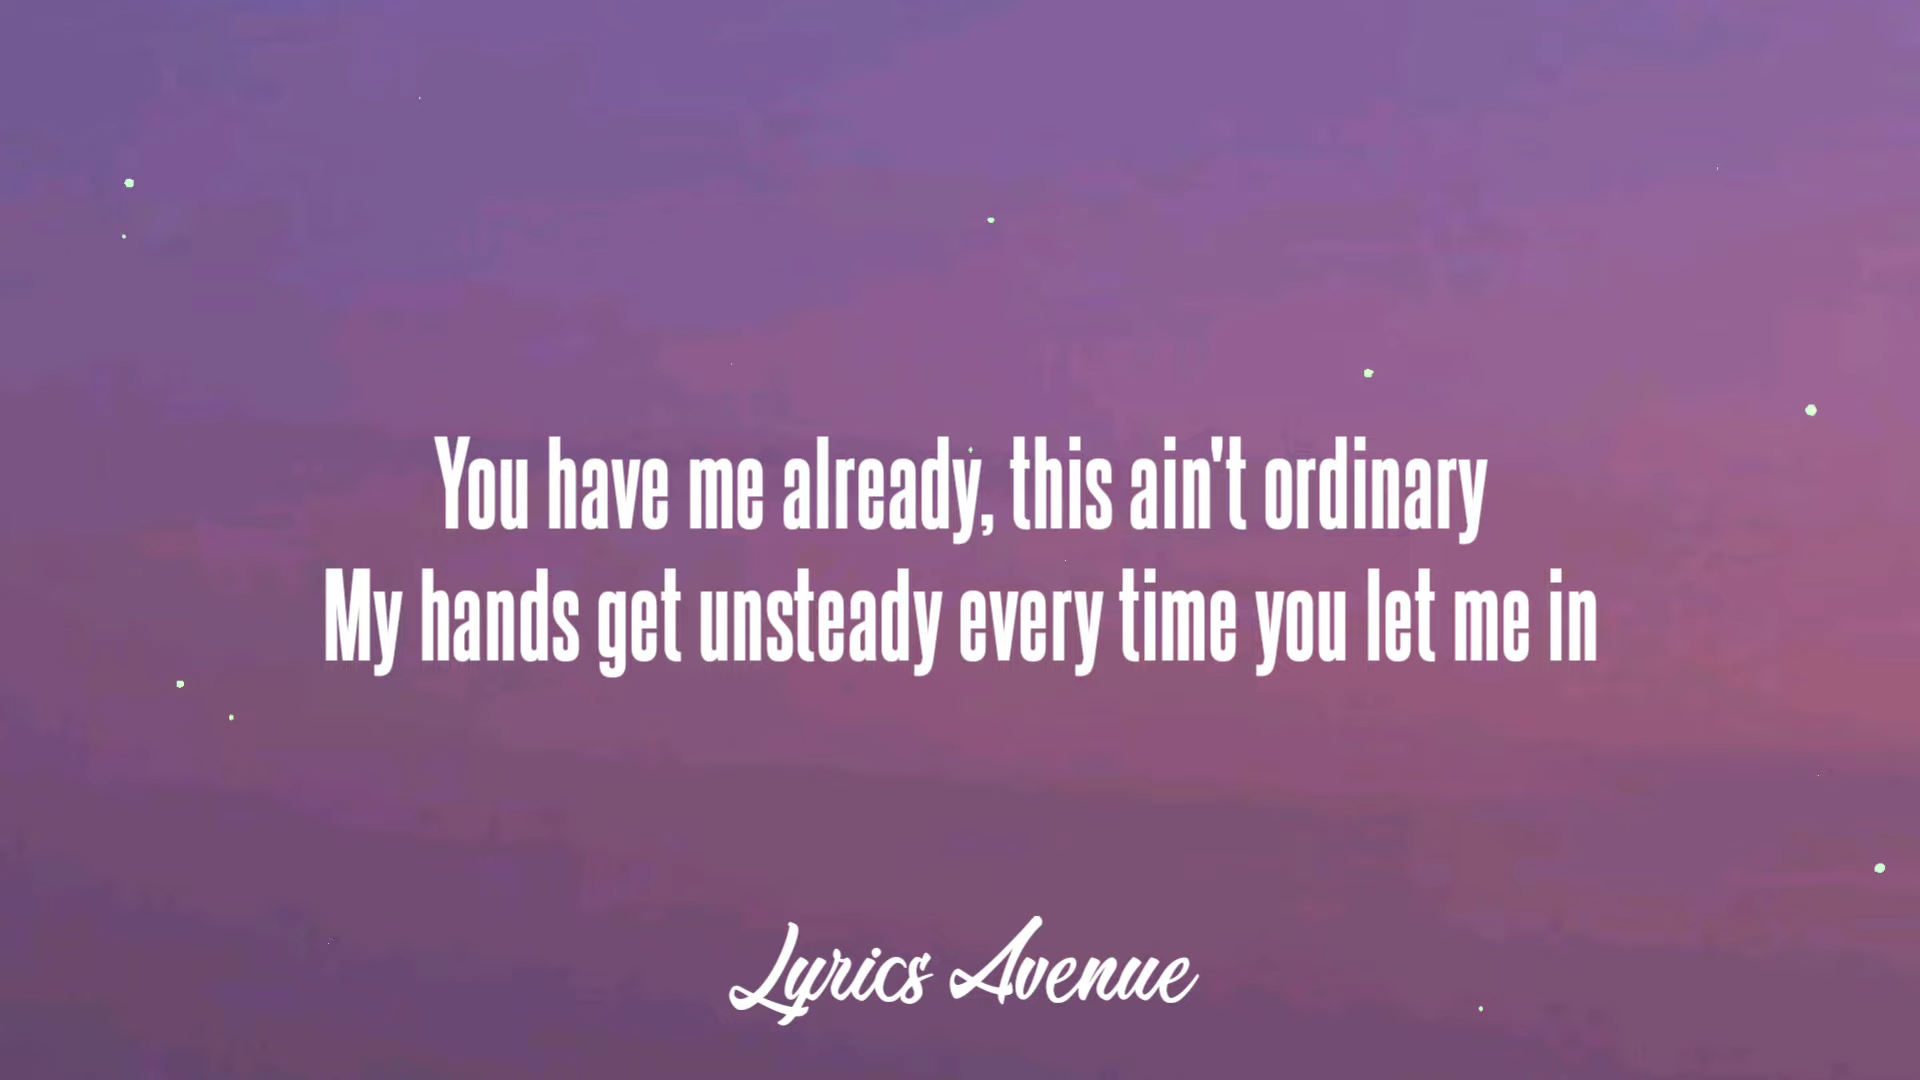 You have me already, this ain't ordinary
My hands get unsteady every time you let me in
Lyrics Avenue